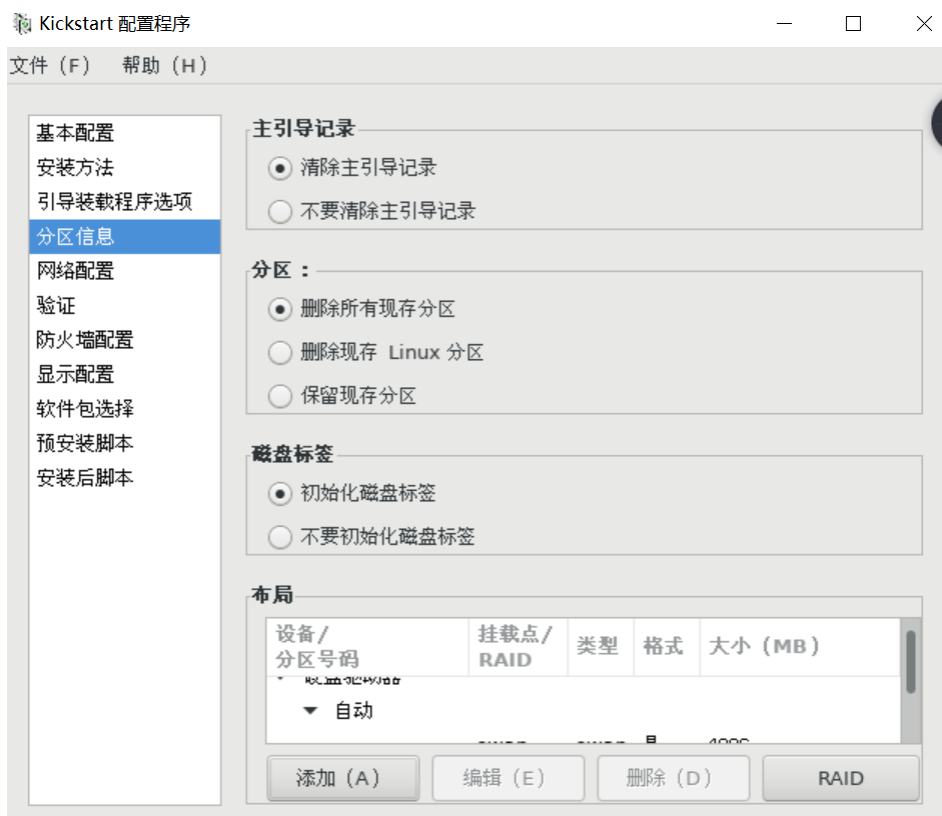 Kickstart 配置程序
文件（F） 帮助（H）
基本配置
安装方法
引导装载程序选项
分区信息
网络配置
验证
防火墙配置
显示配置
软件包选择
预安装脚本
安装后脚本
主引导记录
清除主引导记录
不要清除主引导记录
分区：
删除所有现存分区
删除现存 Linux 分区
保留现存分区
磁盘标签
初始化磁盘标签
不要初始化磁盘标签
布局
设备/
分区号码
挂载点/
RAID
类型
格式
大小（MB）
硬盘驱动器
自动
添加（A） 编辑（E） 删除（D） RAID